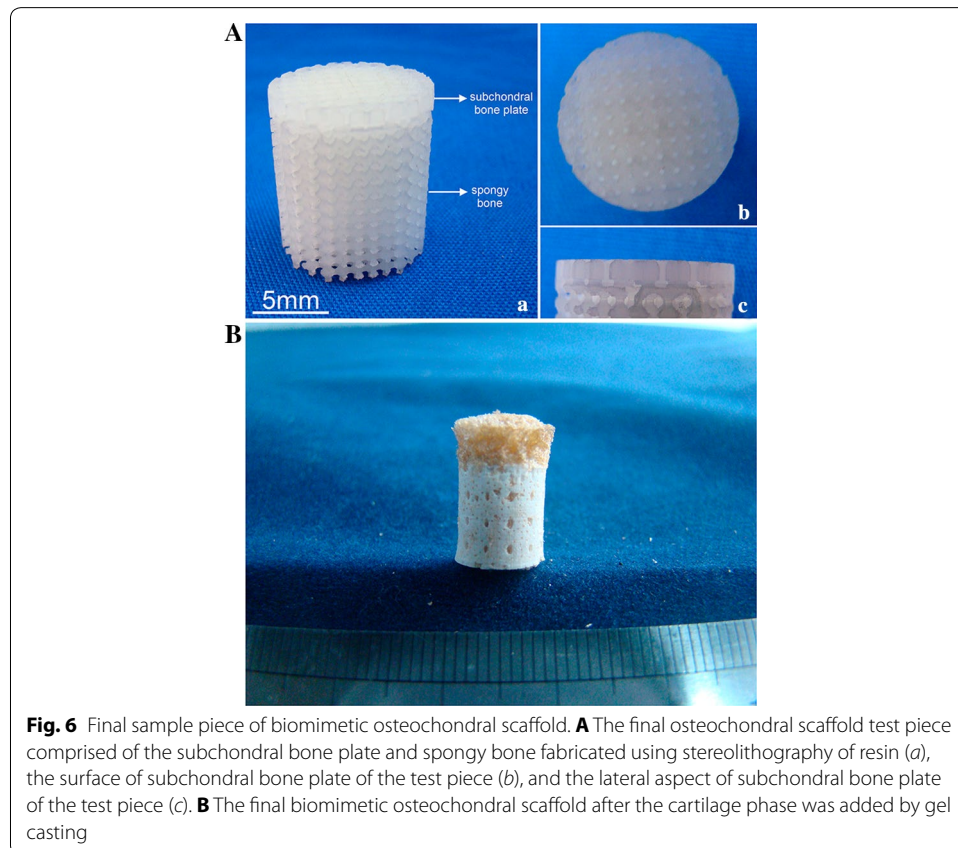 A
subchondral
bone plate
spongy
bone
5mm
a
b
c
B
Fig. 6 Final sample piece of biomimetic osteochondral scaffold. A The final osteochondral scaffold test piece
comprised of the subchondral bone plate and spongy bone fabricated using stereolithography of resin (a),
the surface of subchondral bone plate of the test piece (b), and the lateral aspect of subchondral bone plate
of the test piece (c). B The final biomimetic osteochondral scaffold after the cartilage phase was added by gel
casting